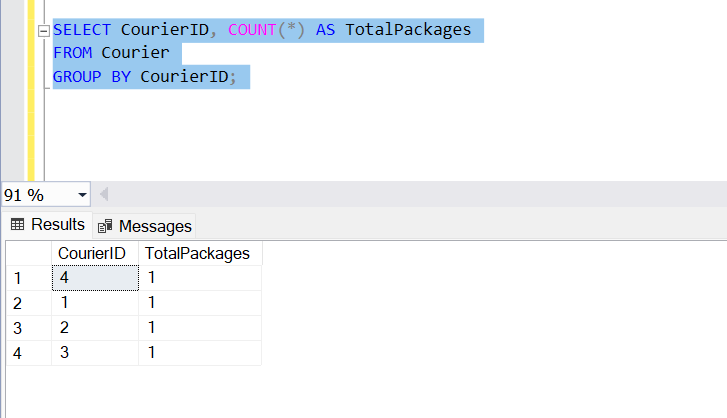 SELECT CourierID, COUNT(*) AS TotalPackages
FROM Courier
GROUP BY CourierID;
91 %
Results Messages
CourierID TotalPackages
1 4 1
2 1 1
3 2 1
4 3 1